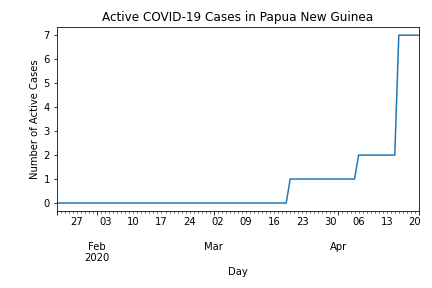 Active COVID-19 Cases in Papua New Guinea
7
6
5
4
3
2
1
0
Number of Active Cases
27 03 10 17 24 02 09 16 23 30 06 13 20
Feb Mar Apr
2020
Day